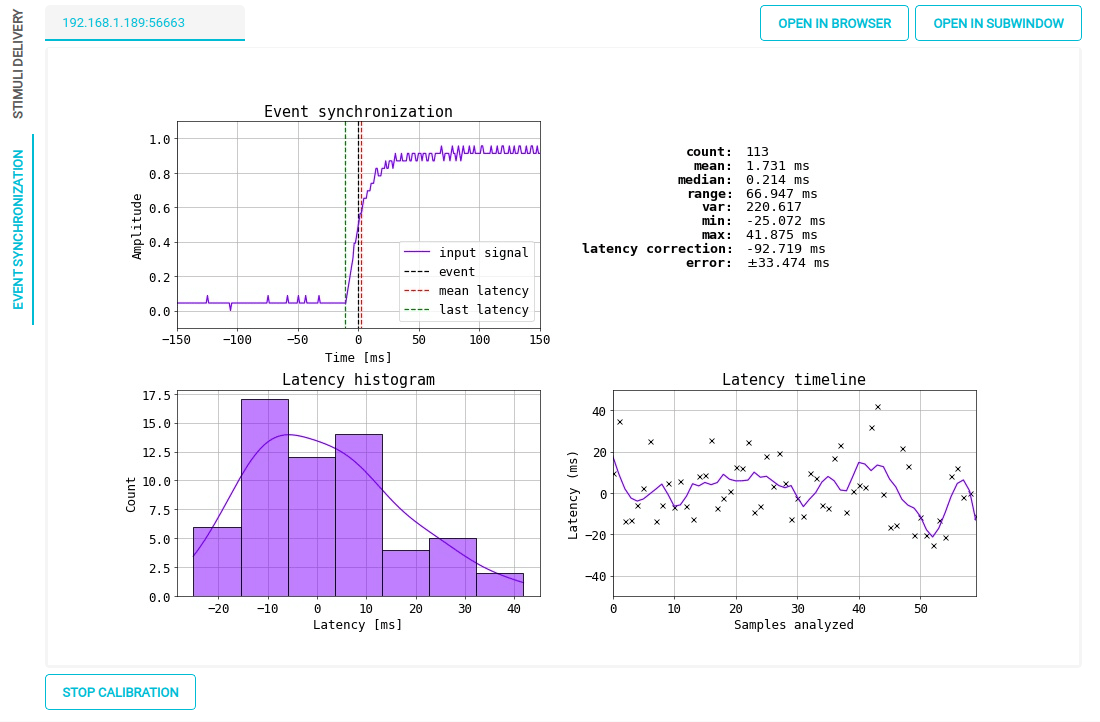 STIMULI DELIVERY
EVENT SYNCHRONIZATION
192.168.1.189:56663
OPEN IN BROWSER
OPEN IN SUBWINDOW
Event synchronization
Amplitude
1.0
0.8
0.6
0.4
0.2
0.0
input signal
event
mean latency
last latency
−150 −100 −50 0 50 100 150
Time [ms]
count: 113
mean: 1.731 ms
median: 0.214 ms
range: 66.947 ms
var: 220.617
min: -25.072 ms
max: 41.875 ms
latency correction: -92.719 ms
error: ±33.474 ms
Latency histogram
Count
17.5
15.0
12.5
10.0
7.5
5.0
2.5
0.0
−20 −10 0 10 20 30 40
Latency [ms]
Latency timeline
Latency (ms)
40
20
0
−20
−40
0 10 20 30 40 50
Samples analyzed
STOP CALIBRATION